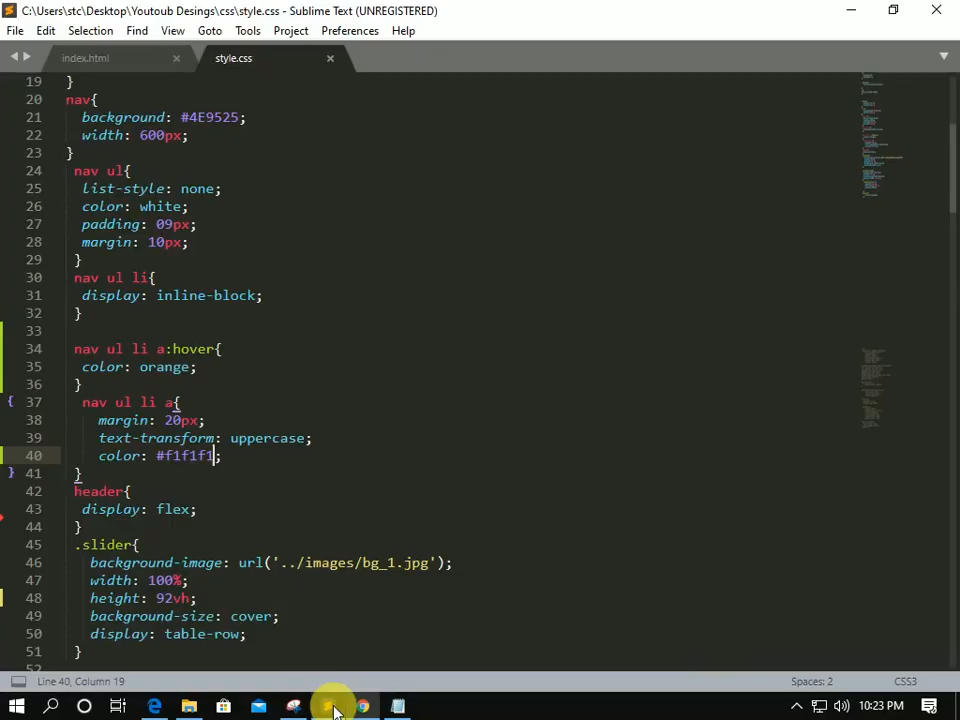 C:\Users\stc\Desktop\Youtoub Desings\css\style.css - Sublime Text (UNREGISTERED)
File Edit Selection Find View Goto Tools Project Preferences Help
index.html style.css
19 }
20 nav{
21 background: #4E9525;
22 width: 600px;
23 }
24 nav ul{
25 list-style: none;
26 color: white;
27 padding: 09px;
28 margin: 10px;
29 }
30 nav ul li{
31 display: inline-block;
32 }
33
34 nav ul li a:hover{
35 color: orange;
36 }
{ 37 nav ul li a{
38 margin: 20px;
39 text-transform: uppercase;
40 color: #f1f1f1;
} 41 }
42 header{
43 display: flex;
44 }
45 .slider{
46 background-image: url('../images/bg_1.jpg');
47 width: 100%;
48 height: 92vh;
49 background-size: cover;
50 display: table-row;
51 }
52
Line 40, Column 19 Spaces: 2 CSS3
10:23 PM